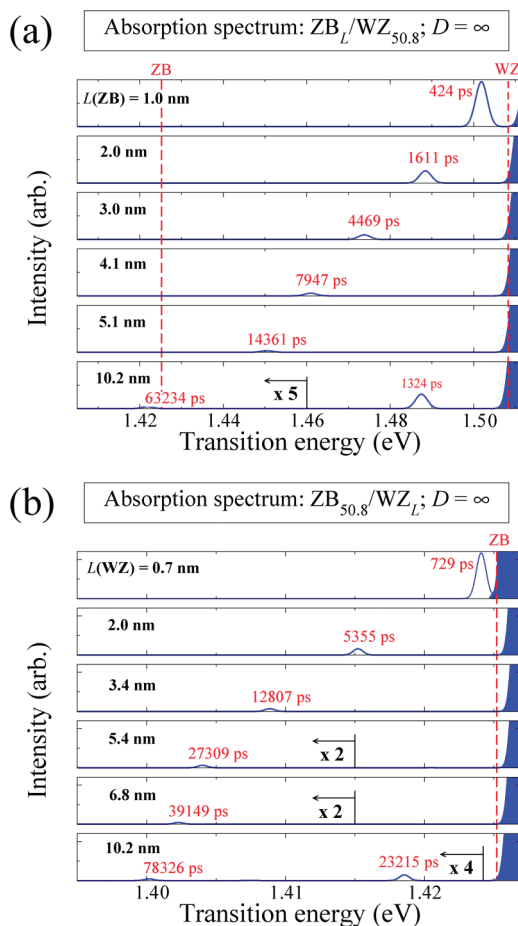 (a)
Absorption spectrum: ZB_L/WZ_50.8; D = ∞
ZB
WZ
L(ZB) = 1.0 nm
424 ps
2.0 nm
1611 ps
3.0 nm
4469 ps
4.1 nm
7947 ps
5.1 nm
14361 ps
10.2 nm
63234 ps
x 5
1324 ps
Intensity (arb.)
1.42 1.44 1.46 1.48 1.50
Transition energy (eV)
(b)
Absorption spectrum: ZB_50.8/WZ_L; D = ∞
ZB
L(WZ) = 0.7 nm
729 ps
2.0 nm
5355 ps
3.4 nm
12807 ps
5.4 nm
27309 ps
x 2
6.8 nm
39149 ps
x 2
10.2 nm
78326 ps
23215 ps
x 4
Intensity (arb.)
1.40 1.41 1.42
Transition energy (eV)